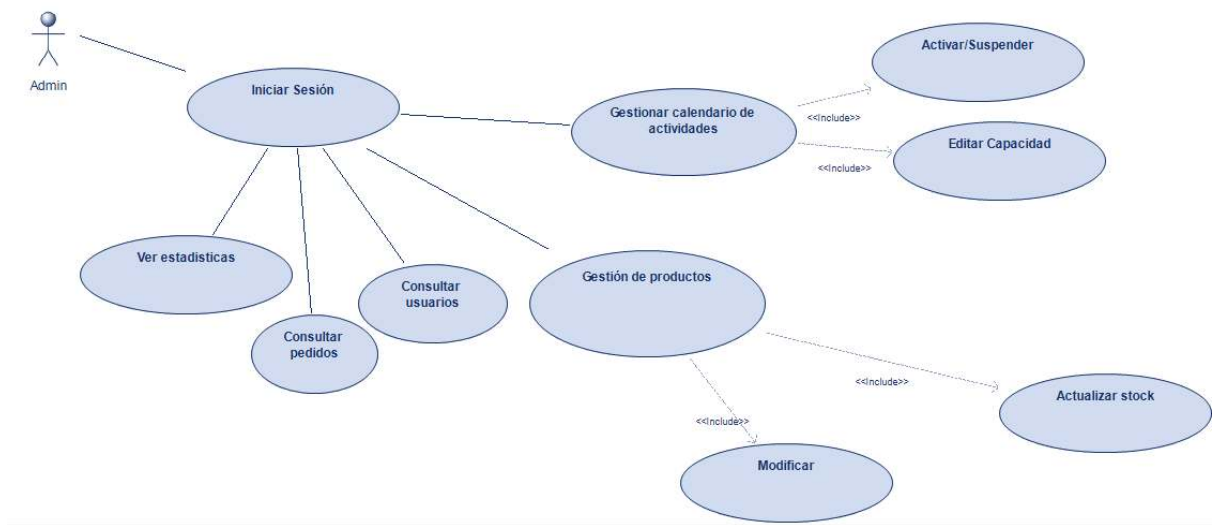 Admin
Iniciar Sesión
Gestionar calendario de
actividades
Activar/Suspender
<<Include>>
Editar Capacidad
<<Include>>
Ver estadisticas
Consultar
pedidos
Consultar
usuarios
Gestión de productos
<<Include>>
Actualizar stock
<<Include>>
Modificar